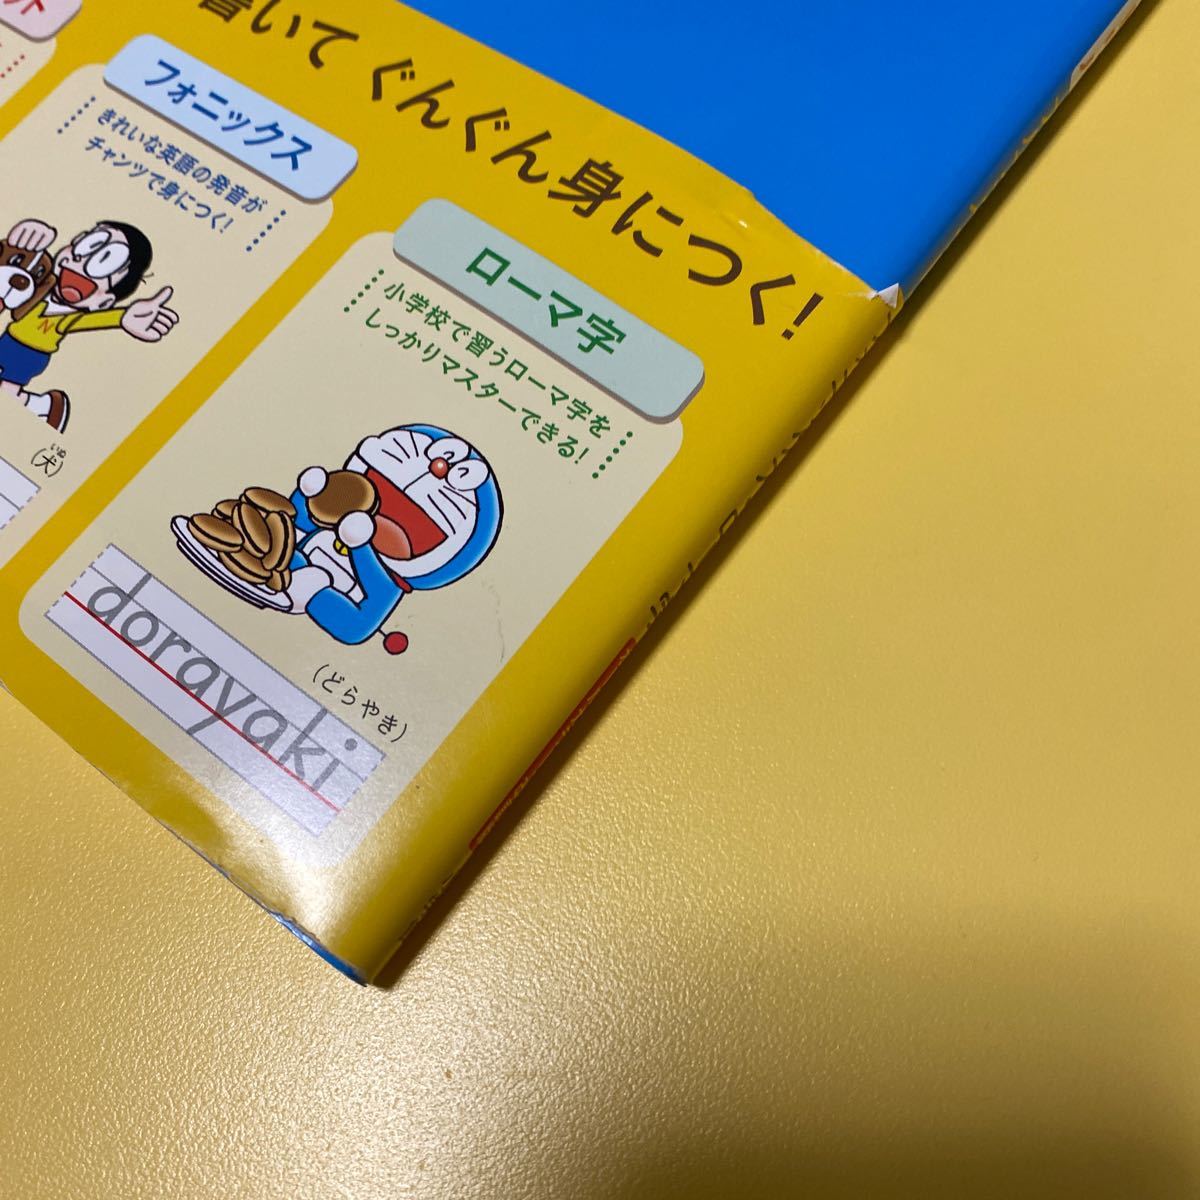 書いて ぐんぐん身につく!
フォニックス
きれいな英語の発音が
チャンツで身につく!
N
いぬ
(犬)
ローマ字
小学校で習うローマ字を
しっかりマスターできる!
(どらやき)
dorayaki